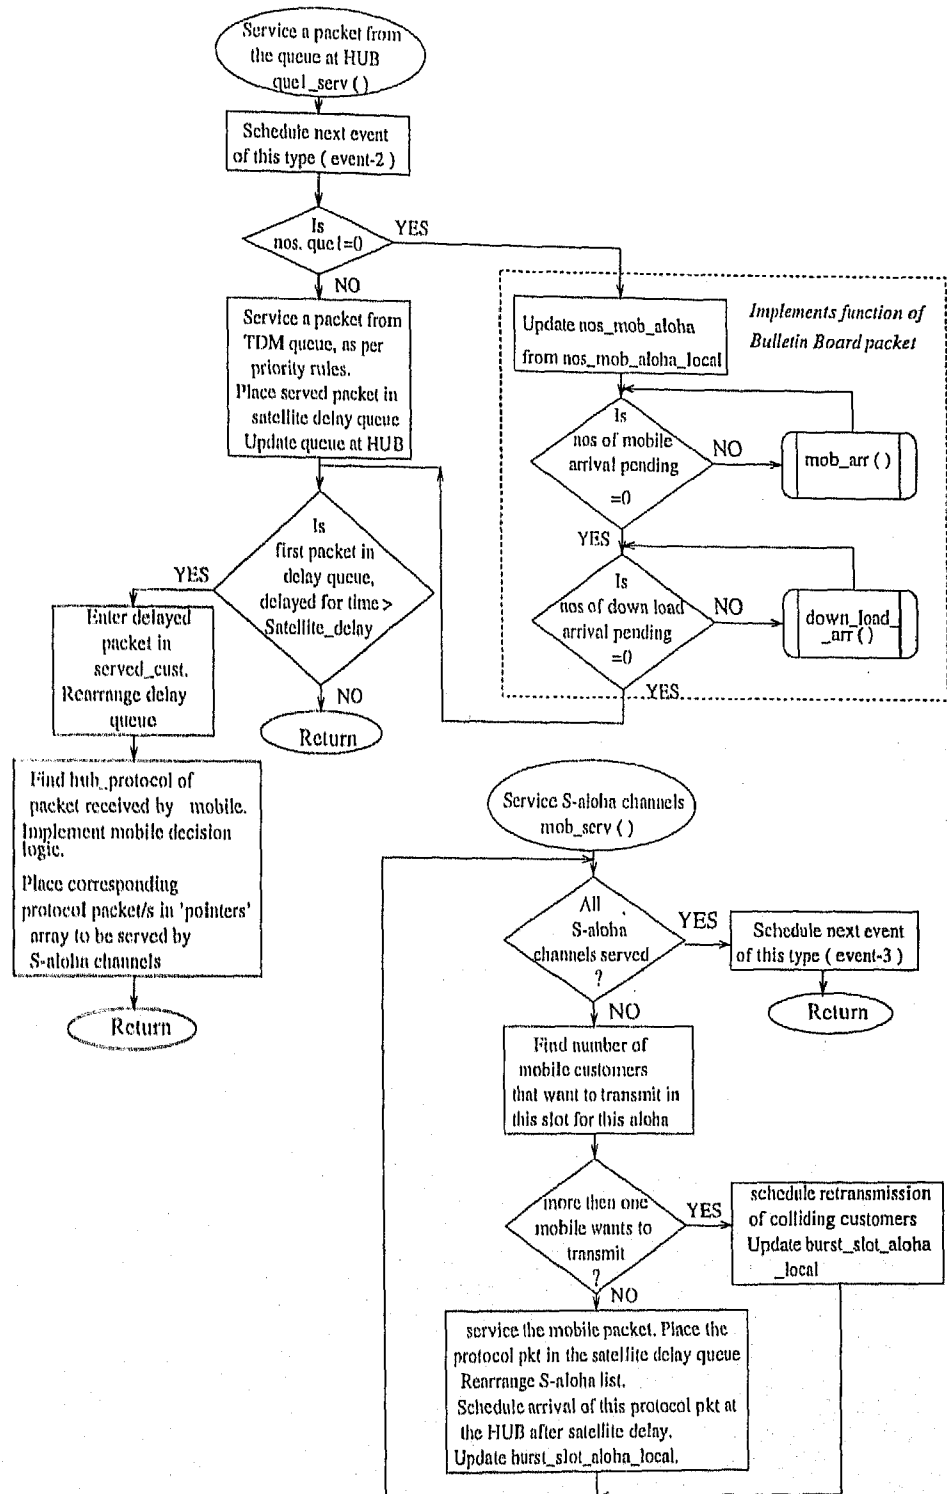 Service a packet from
the queue at HUB
que1_serv ( )
Schedule next event
of this type ( event-2 )
Is
nos. que1=0
YES
NO
Service a packet from
TDM queue, as per
priority rules.
Place served packet in
satellite delay queue
Update queue at HUB
Implements function of
Bulletin Board packet
Update nos_mob_aloha
from nos_mob_aloha_local
Is
nos of mobile
arrival pending
=0
NO
mob_arr ( )
YES
Is
nos of down load
arrival pending
=0
NO
down_load_
_arr( )
YES
Is
first packet in
delay queue,
delayed for time >
Satellite_delay
YES
NO
Return
Enter delayed
packet in
served_cust.
Rearrange delay
queue
Find hub_protocol of
packet received by mobile.
Implement mobile decision
logic.
Place corresponding
protocol packet/s in 'pointers'
array to be served by
S-aloha channels
Return
Service S-aloha channels
mob_serv ( )
All
S-aloha
channels served
?
YES
Schedule next event
of this type ( event-3 )
Return
NO
Find number of
mobile customers
that want to transmit in
this slot for this aloha
more then one
mobile wants to
transmit
?
YES
schedule retransmission
of colliding customers
Update burst_slot_aloha
_local
NO
service the mobile packet. Place the
protocol pkt in the satellite delay queue
Rearrange S-aloha list.
Schedule arrival of this protocol pkt at
the HUB after satellite delay.
Update burst_slot_aloha_local.